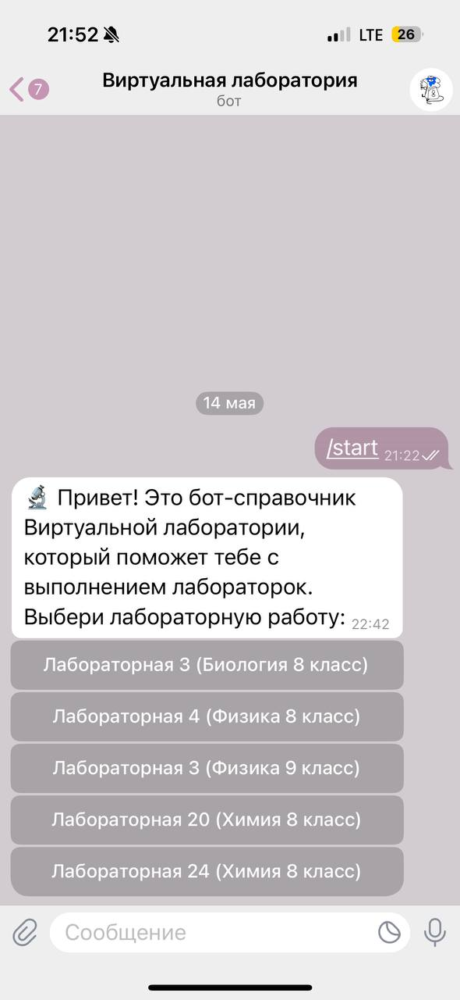 21:52
LTE
26
7
Виртуальная лаборатория
бот
14 мая
/start 21:22
Привет! Это бот-справочник
Виртуальной лаборатории,
который поможет тебе с
выполнением лабораторок.
Выбери лабораторную работу: 22:42
Лабораторная 3 (Биология 8 класс)
Лабораторная 4 (Физика 8 класс)
Лабораторная 3 (Физика 9 класс)
Лабораторная 20 (Химия 8 класс)
Лабораторная 24 (Химия 8 класс)
Сообщение